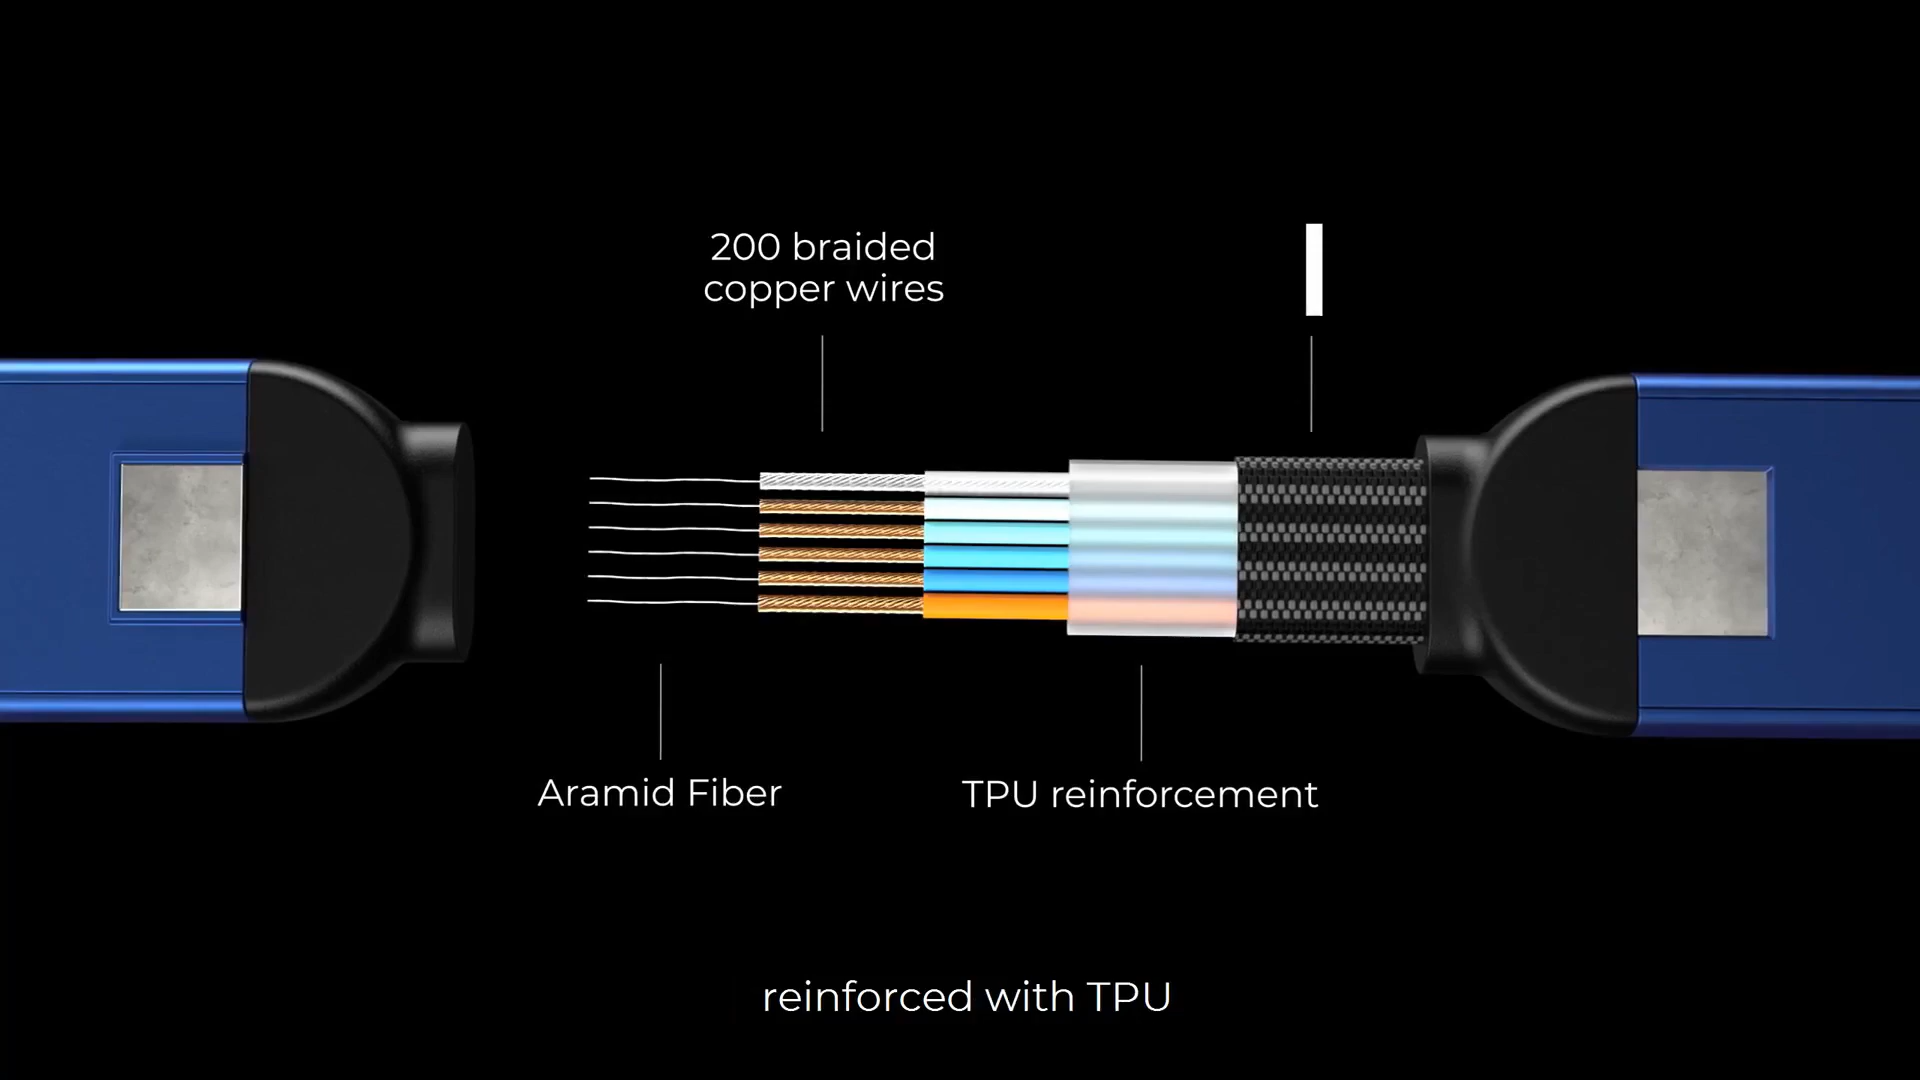 200 braided
copper wires
Aramid Fiber
TPU reinforcement
reinforced with TPU